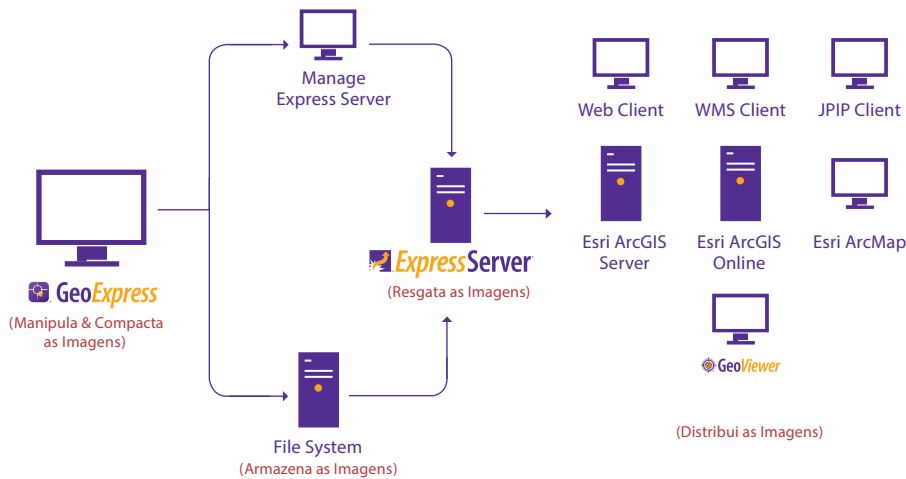 Manage
Express Server
Web Client
WMS Client
JPIP Client
GeoExpress
(Manipula & Compacta
as Imagens)
ExpressServer
(Resgata as Imagens)
Esri ArcGIS
Server
Esri ArcGIS
Online
Esri ArcMap
GeoViewer
File System
(Armazena as Imagens)
(Distribui as Imagens)